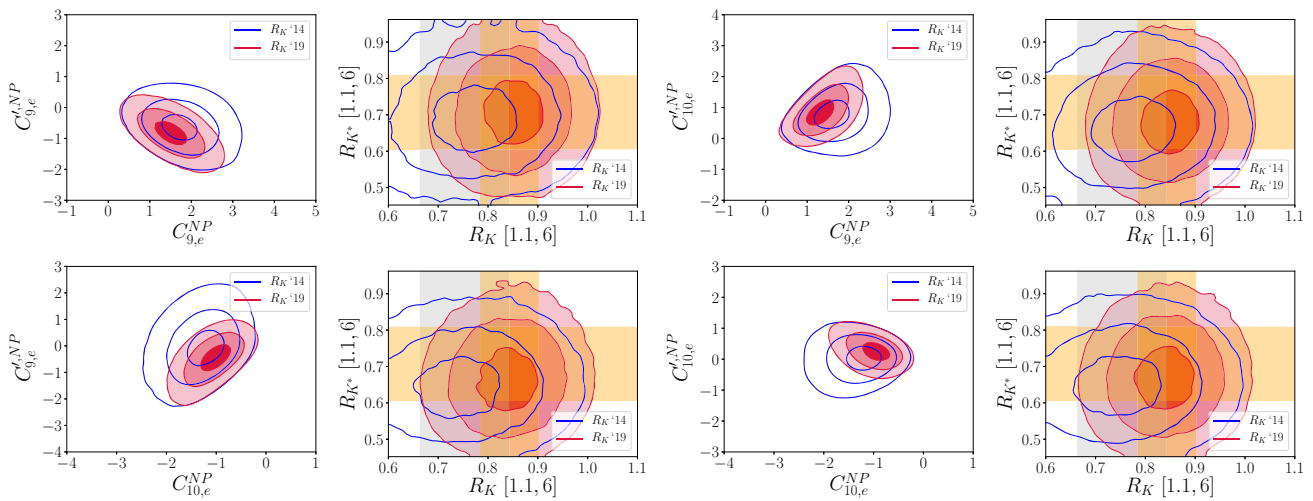 3
2
1
0
−1
−2
−3
C'^{,NP}_{9,e}
−1 0 1 2 3 4 5
C^{NP}_{9,e}
R_K ‘14
R_K ‘19
0.9
0.8
0.7
0.6
0.5
R_{K*} [1.1, 6]
0.6 0.7 0.8 0.9 1.0 1.1
R_K [1.1, 6]
R_K ‘14
R_K ‘19
4
3
2
1
0
−1
−2
C'^{,NP}_{10,e}
−1 0 1 2 3 4 5
C^{NP}_{9,e}
R_K ‘14
R_K ‘19
0.9
0.8
0.7
0.6
0.5
R_{K*} [1.1, 6]
0.6 0.7 0.8 0.9 1.0 1.1
R_K [1.1, 6]
R_K ‘14
R_K ‘19
3
2
1
0
−1
−2
−3
−4
C'^{,NP}_{9,e}
−4 −3 −2 −1 0 1
C^{NP}_{10,e}
R_K ‘14
R_K ‘19
0.9
0.8
0.7
0.6
0.5
R_{K*} [1.1, 6]
0.6 0.7 0.8 0.9 1.0 1.1
R_K [1.1, 6]
R_K ‘14
R_K ‘19
3
2
1
0
−1
−2
−3
C'^{,NP}_{10,e}
−4 −3 −2 −1 0 1
C^{NP}_{10,e}
R_K ‘14
R_K ‘19
0.9
0.8
0.7
0.6
0.5
R_{K*} [1.1, 6]
0.6 0.7 0.8 0.9 1.0 1.1
R_K [1.1, 6]
R_K ‘14
R_K ‘19